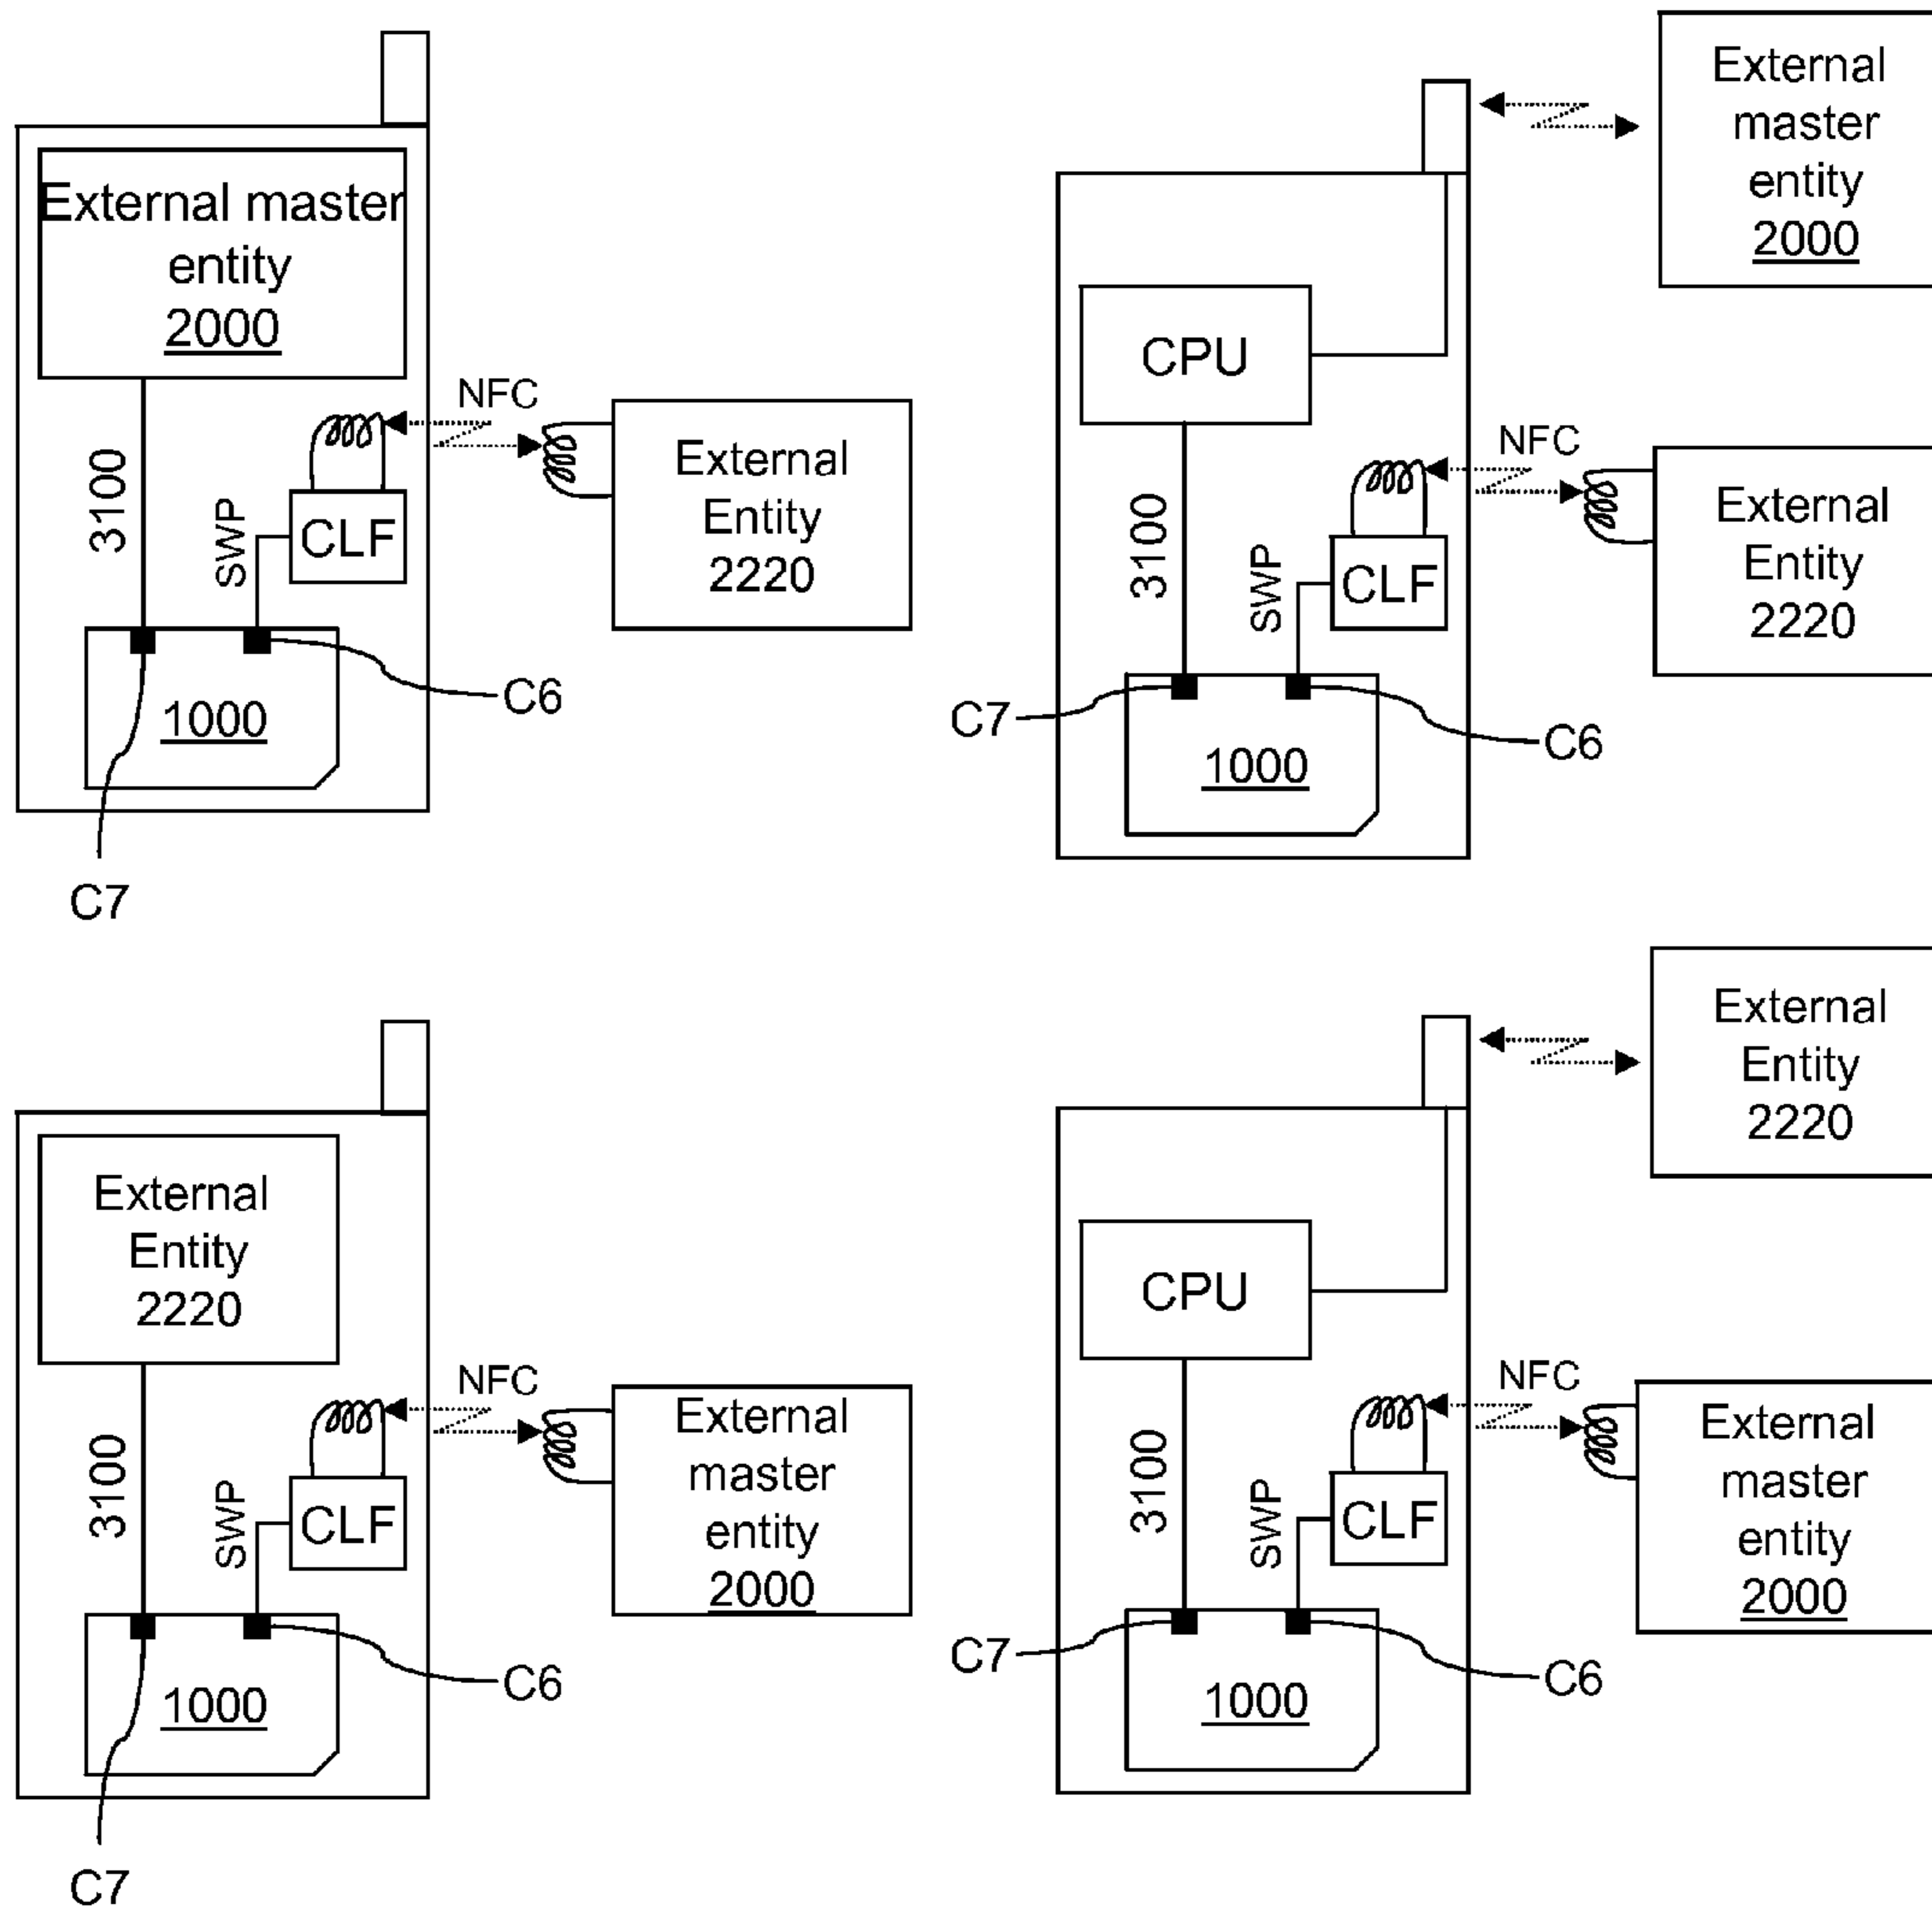 External master
entity
2000
NFC
3100
SWP
CLF
External
Entity
2220
C6
1000
C7
External
master
entity
2000
CPU
NFC
3100
SWP
CLF
External
Entity
2220
C7
C6
1000
External
Entity
2220
NFC
3100
SWP
CLF
External
master
entity
2000
C6
1000
C7
External
Entity
2220
CPU
NFC
3100
SWP
CLF
External
master
entity
2000
C7
C6
1000